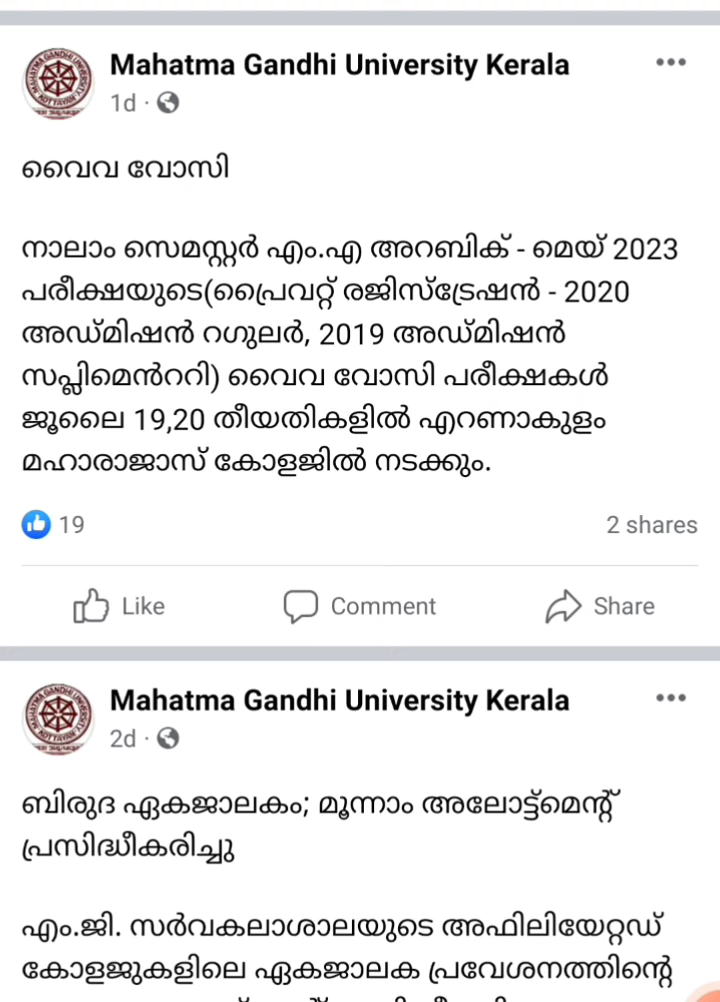 Mahatma Gandhi University Kerala
1d ·
വൈവ വോസി
നാലാം സെമസ്റ്റർ എം.എ അറബിക് - മെയ് 2023
പരീക്ഷയുടെ(പ്രൈവറ്റ് രജിസ്ട്രേഷൻ - 2020
അഡ്മിഷൻ റഗുലർ, 2019 അഡ്മിഷൻ
സപ്ലിമെൻററി) വൈവ വോസി പരീക്ഷകൾ
ജൂലൈ 19,20 തീയതികളിൽ എറണാകുളം
മഹാരാജാസ് കോളജിൽ നടക്കും.
19 2 shares
Like Comment Share
Mahatma Gandhi University Kerala
2d ·
ബിരുദ ഏകജാലകം; മൂന്നാം അലോട്ട്മെന്റ്
പ്രസിദ്ധീകരിച്ചു
എം.ജി. സർവകലാശാലയുടെ അഫിലിയേറ്റഡ്
കോളജുകളിലെ ഏകജാലക പ്രവേശനത്തിന്റെ